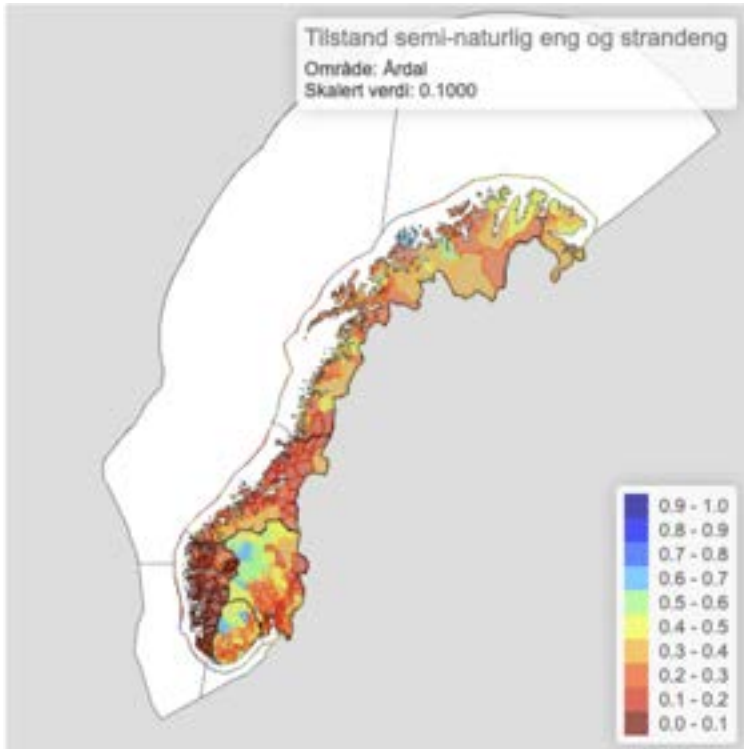 Tilstand semi-naturlig eng og strandeng
Område: Årdal
Skalert verdi: 0.1000
0.9 - 1.0
0.8 - 0.9
0.7 - 0.8
0.6 - 0.7
0.5 - 0.6
0.4 - 0.5
0.3 - 0.4
0.2 - 0.3
0.1 - 0.2
0.0 - 0.1